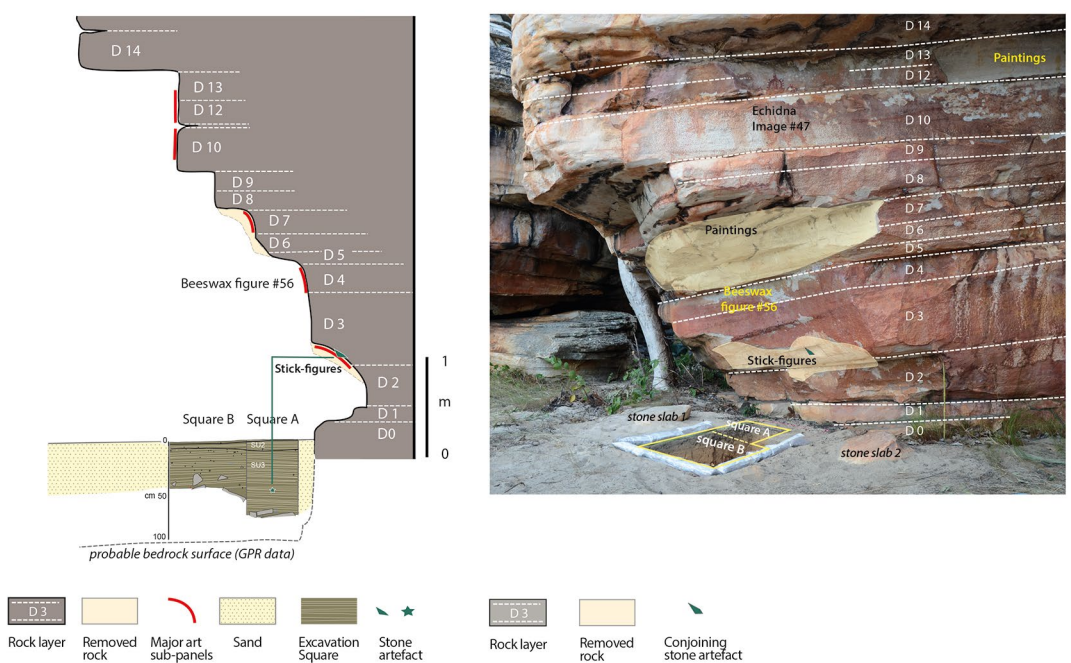 D 14
D 13
D 12
D 10
D 9
D 8
D 7
D 6
D 5
D 4
Beeswax figure #56
D 3
Stick-figures
D 2
D 1
D0
1
m
0
Square B
Square A
0
SU2
SU3
cm 50
100
probable bedrock surface (GPR data)
D 3
Rock layer
Removed
rock
Major art
sub-panels
Sand
Excavation
Square
Stone
artefact
D 14
D 13
D 12
Paintings
Echidna
Image #47
D 10
D 9
D 8
D 7
Paintings
D 6
D 5
D 4
Beeswax
figure #56
D 3
Stick-figures
D 2
D 1
D 0
stone slab 1
square A
square B
stone slab 2
D 3
Rock layer
Removed
rock
Conjoining
stone artefact